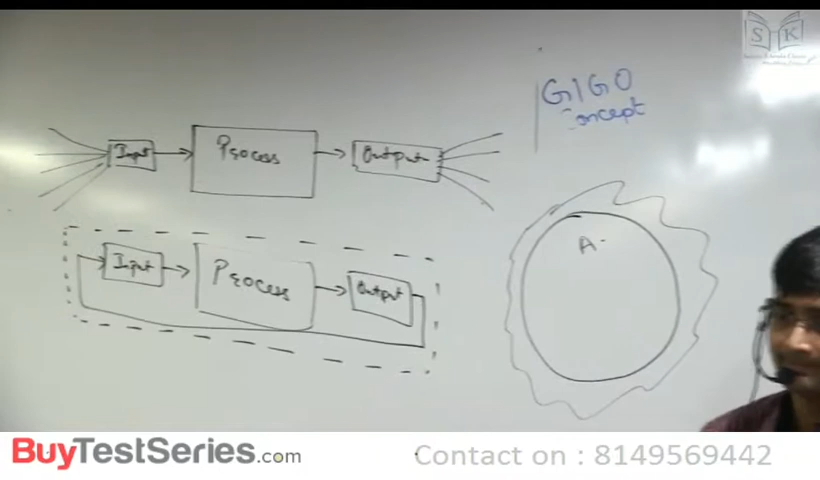 S K
GIGO
concept
Input Process Output
Input Process Output
A
BuyTestSeries.com
Contact on : 8149569442